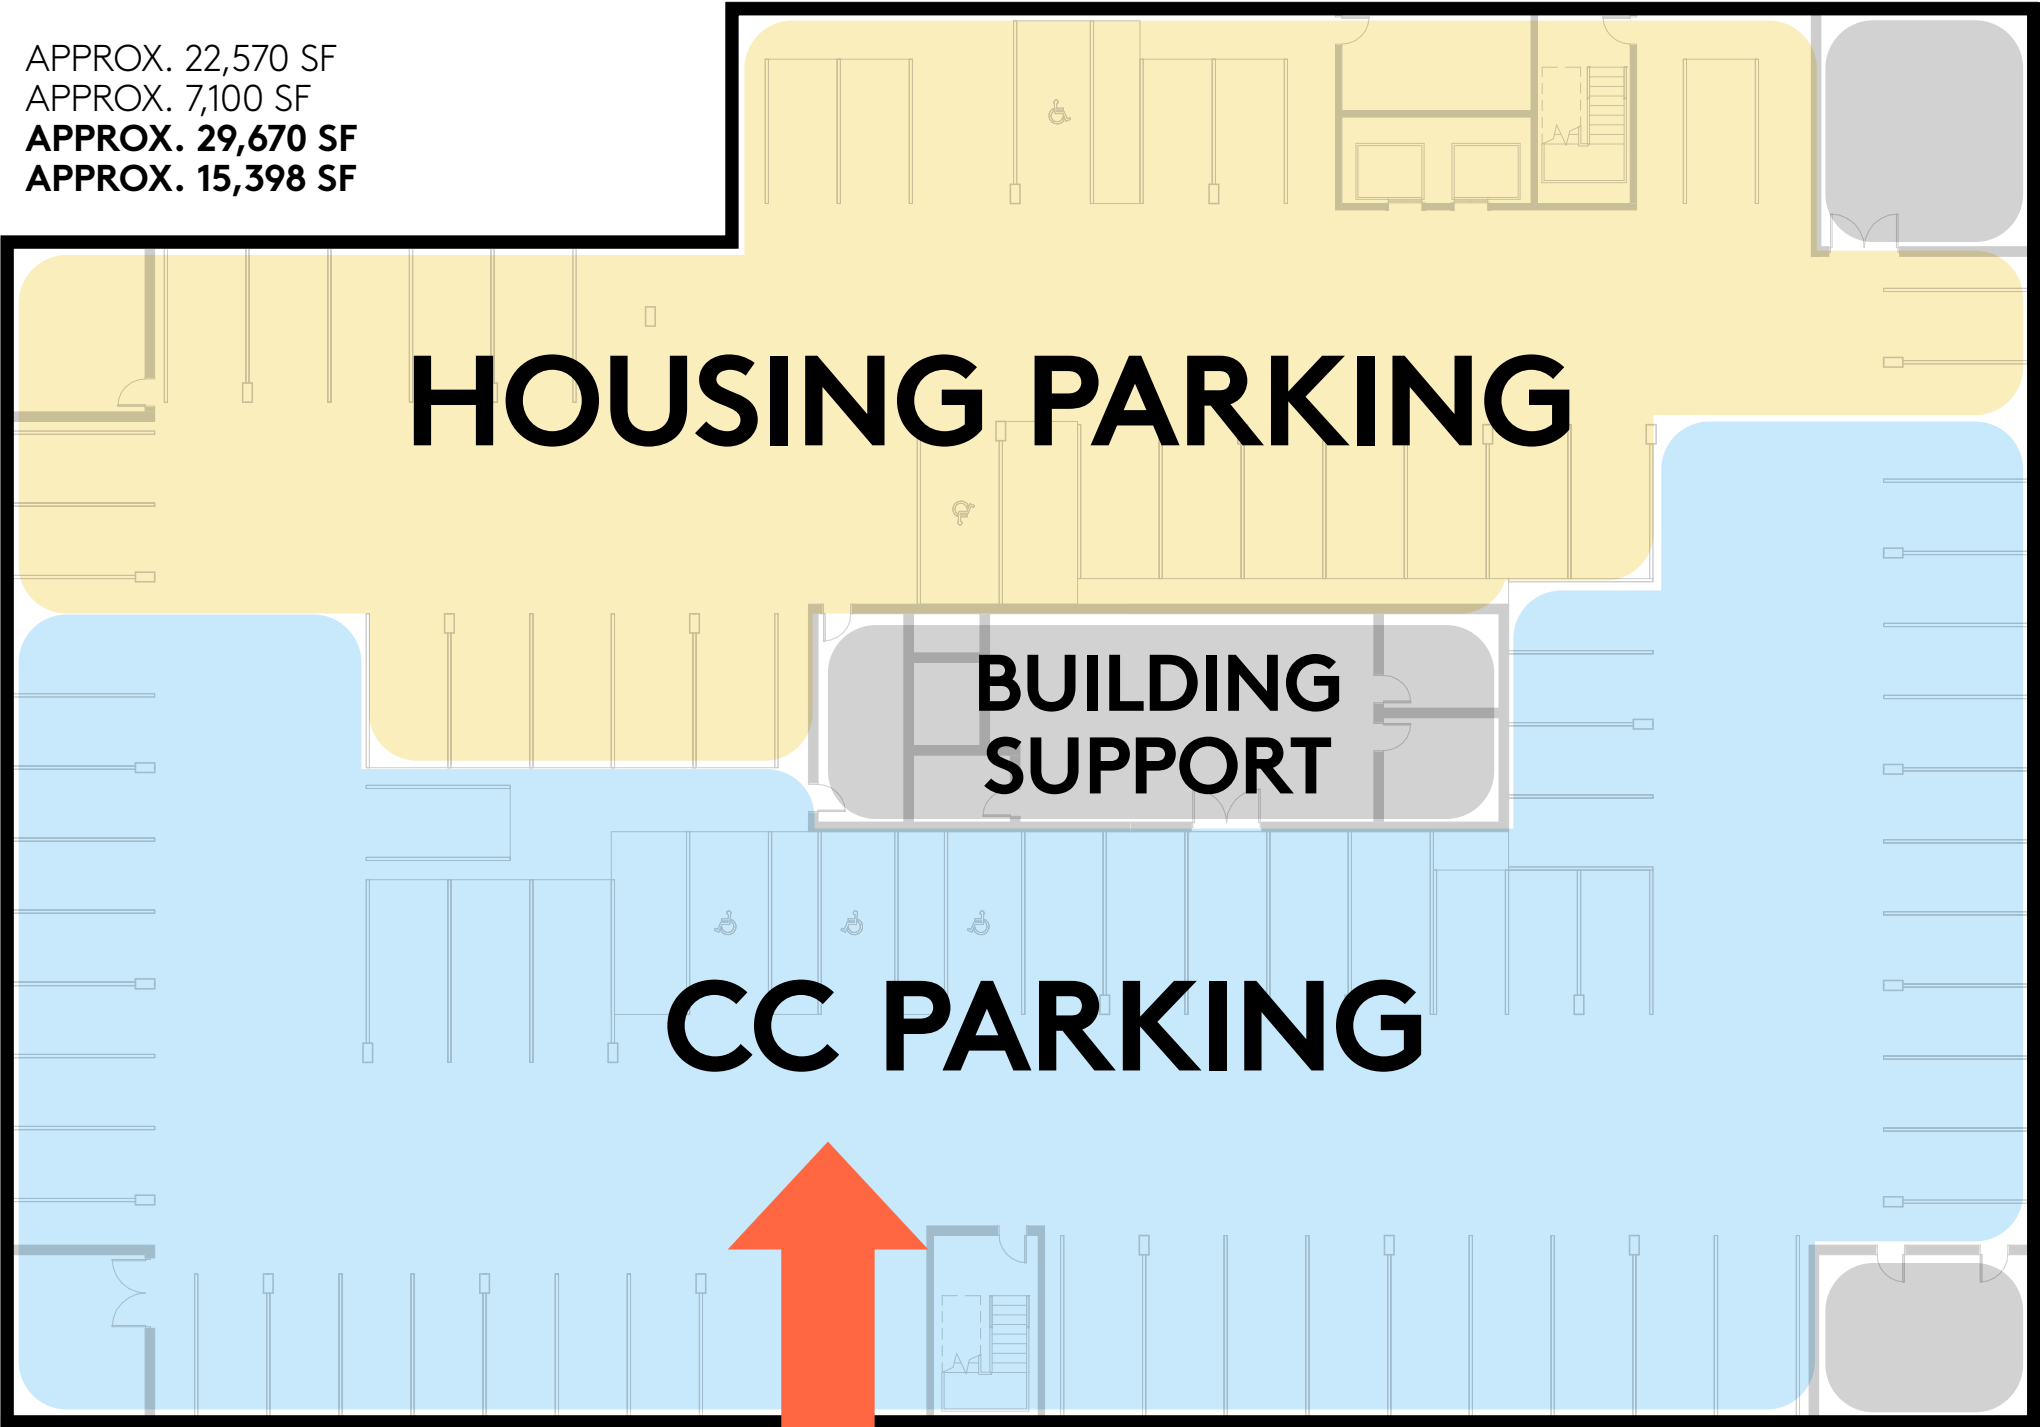 APPROX. 22,570 SF
APPROX. 7,100 SF
APPROX. 29,670 SF
APPROX. 15,398 SF
HOUSING PARKING
BUILDING
SUPPORT
CC PARKING